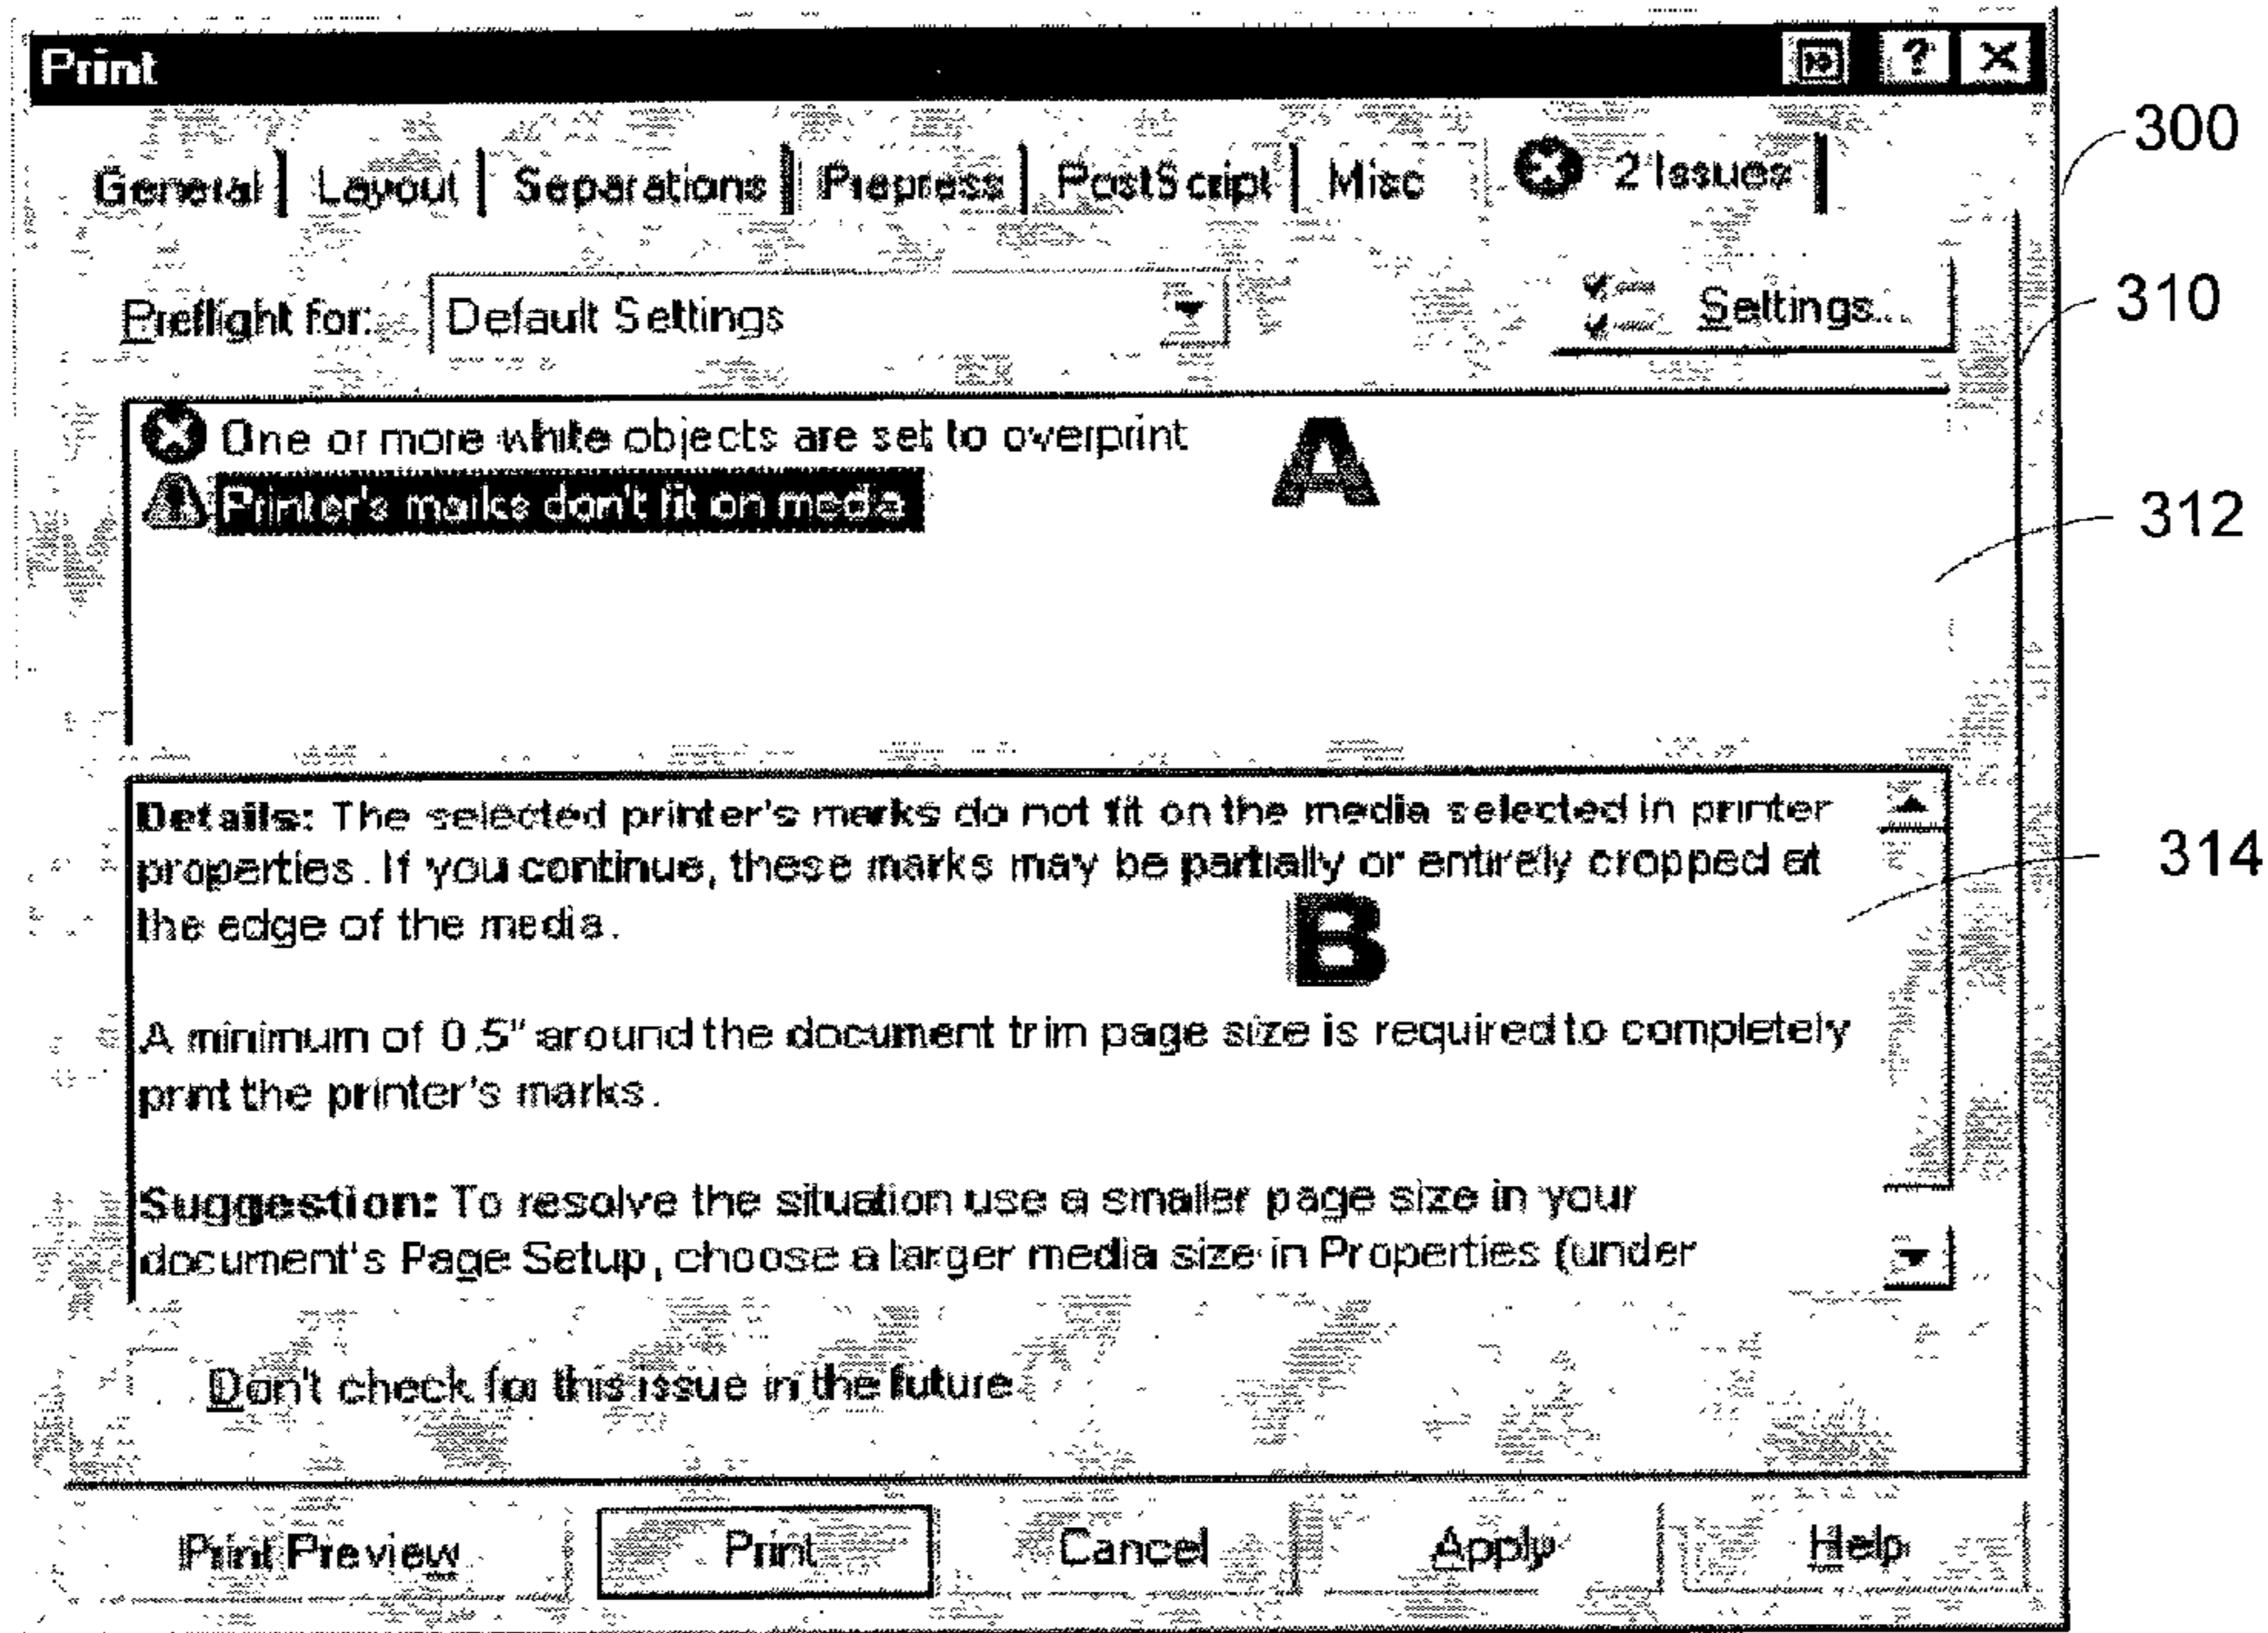 Print
?
General Layout Separations Prepress PostScript Misc 2 Issues
300
Preflight for: Default Settings Settings...
310
One or more white objects are set to overprint
A
Printer's marks don't fit on media
312
Details: The selected printer's marks do not fit on the media selected in printer
properties. If you continue, these marks may be partially or entirely cropped at
the edge of the media.
314
B
A minimum of 0.5" around the document trim page size is required to completely
print the printer's marks.
Suggestion: To resolve the situation use a smaller page size in your
document's Page Setup, choose a larger media size in Properties (under
Don't check for this issue in the future
Print Preview Print Cancel Apply Help